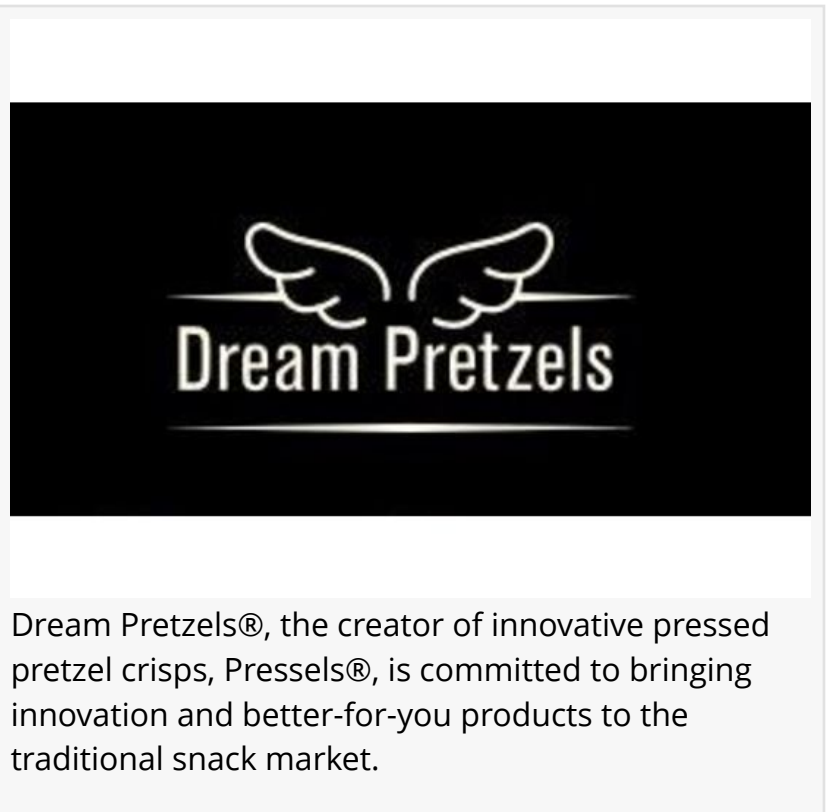 Dream Pretzels
Dream Pretzels®, the creator of innovative pressed
pretzel crisps, Pressels®, is committed to bringing
innovation and better-for-you products to the
traditional snack market.